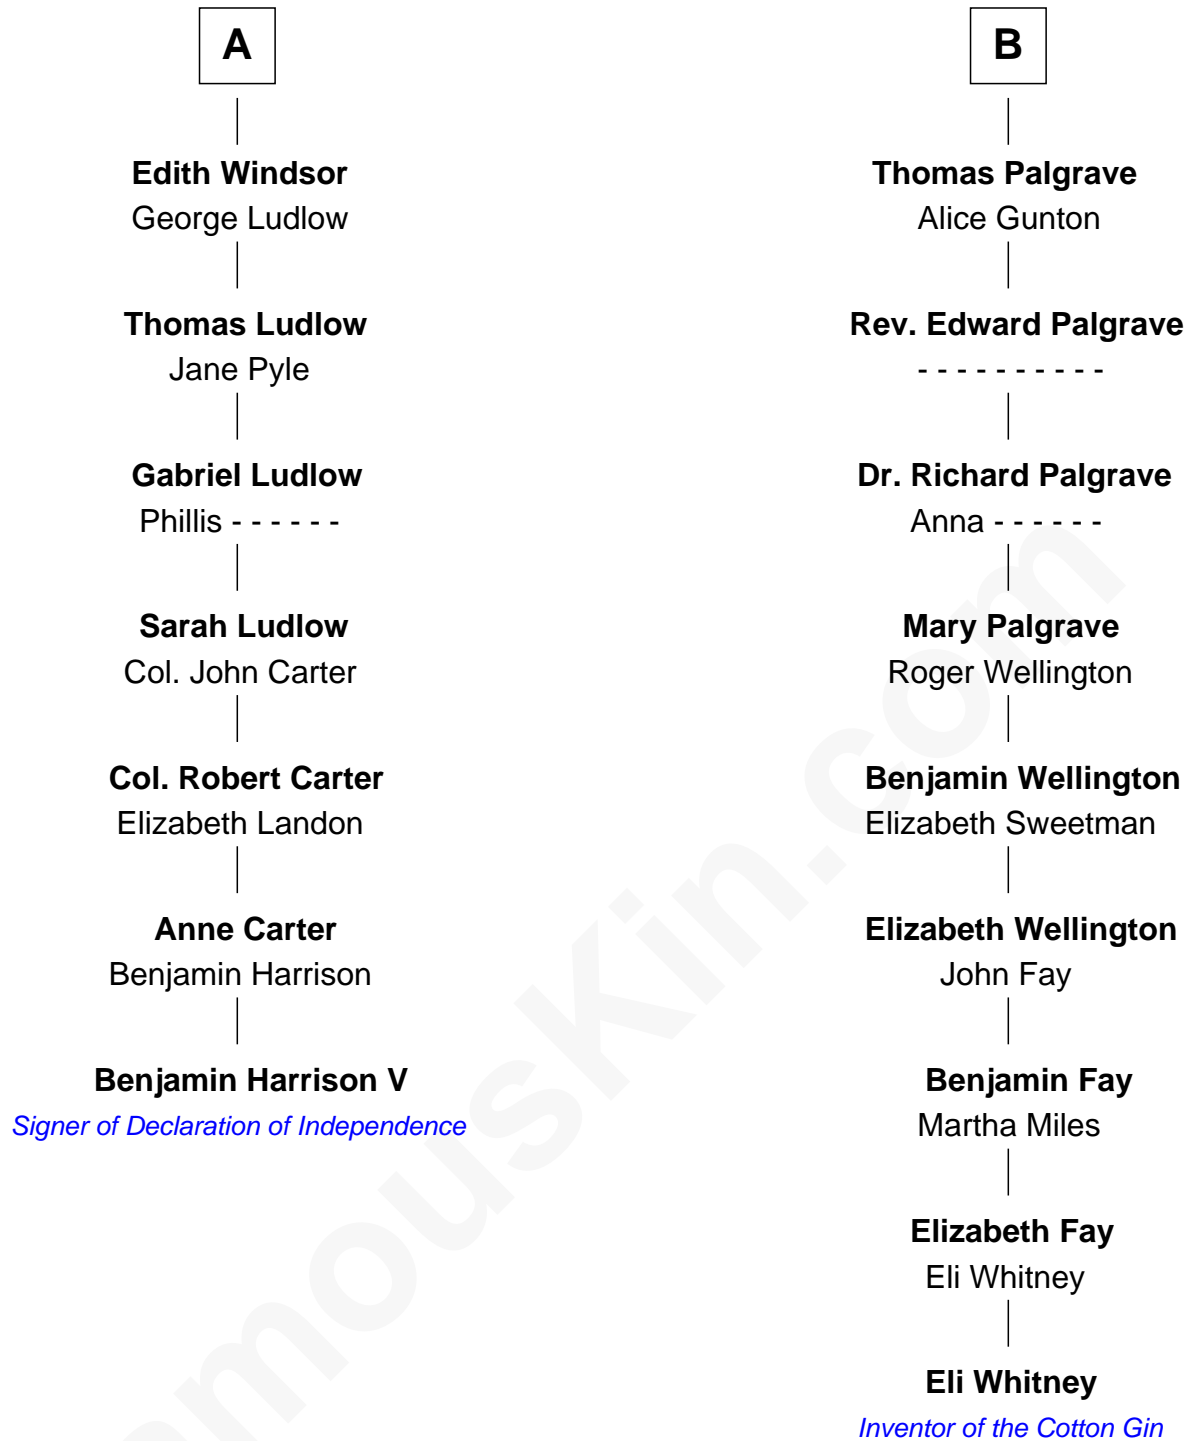 A
Edith Windsor
George Ludlow
Thomas Ludlow
Jane Pyle
Gabriel Ludlow
Phillis - - - - - -
Sarah Ludlow
Col. John Carter
Col. Robert Carter
Elizabeth Landon
Anne Carter
Benjamin Harrison
Benjamin Harrison V
Signer of Declaration of Independence
B
Thomas Palgrave
Alice Gunton
Rev. Edward Palgrave
- - - - - - - - - -
Dr. Richard Palgrave
Anna - - - - - -
Mary Palgrave
Roger Wellington
Benjamin Wellington
Elizabeth Sweetman
Elizabeth Wellington
John Fay
Benjamin Fay
Martha Miles
Elizabeth Fay
Eli Whitney
Eli Whitney
Inventor of the Cotton Gin
amousKin.com